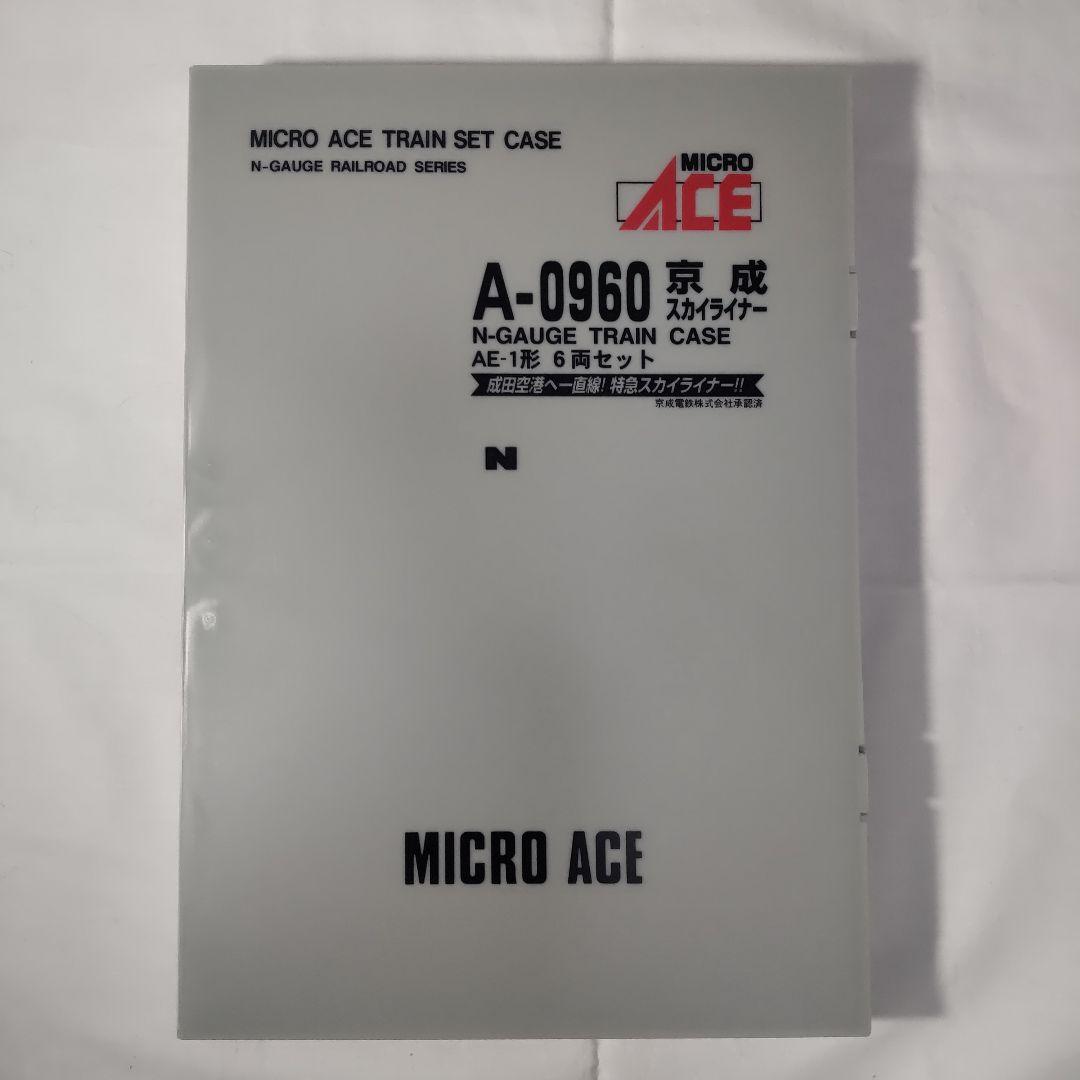 MICRO ACE TRAIN SET CASE
N-GAUGE RAILROAD SERIES
MICRO
ACE
A-0960 京成
スカイライナー
N-GAUGE TRAIN CASE
AE-1形 6両セット
成田空港へ一直線! 特急スカイライナー!!
京成電鉄株式会社承認済
N
MICRO ACE